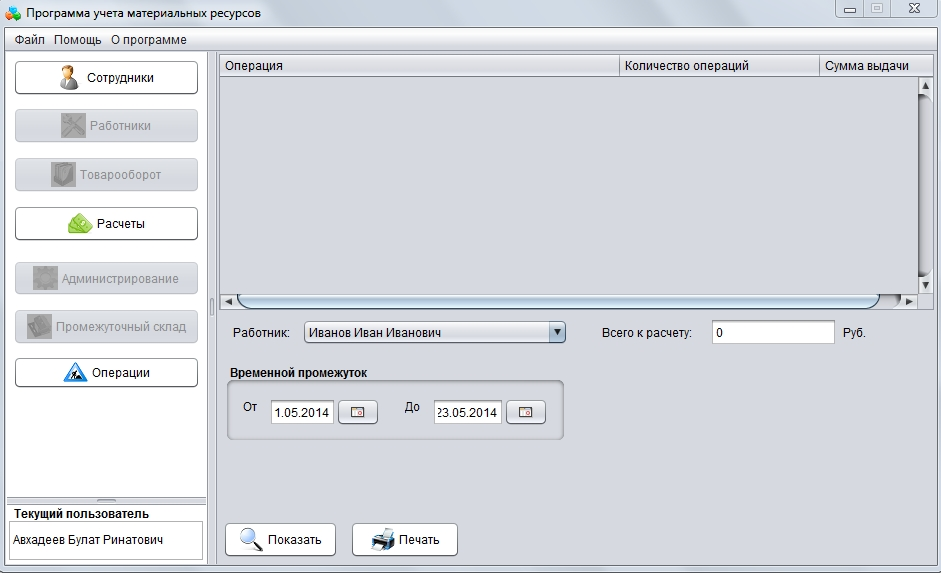 Программа учета материальных ресурсов
Файл Помощь О программе
Сотрудники
Работники
Товарооборот
Расчеты
Администрирование
Промежуточный склад
Операции
Текущий пользователь
Авхадеев Булат Ринатович
Операция Количество операций Сумма выдачи
Работник: Иванов Иван Иванович Всего к расчету: 0 Руб.
Временной промежуток
От 1.05.2014 До 23.05.2014
Показать Печать